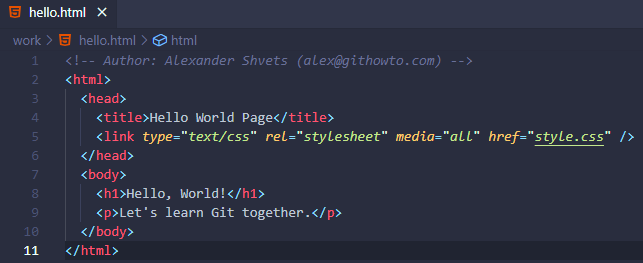 hello.html ×
work > hello.html > html
1 <!-- Author: Alexander Shvets (alex@githowto.com) -->
2 <html>
3   <head>
4     <title>Hello World Page</title>
5     <link type="text/css" rel="stylesheet" media="all" href="style.css" />
6   </head>
7   <body>
8     <h1>Hello, World!</h1>
9     <p>Let's learn Git together.</p>
10   </body>
11 </html>